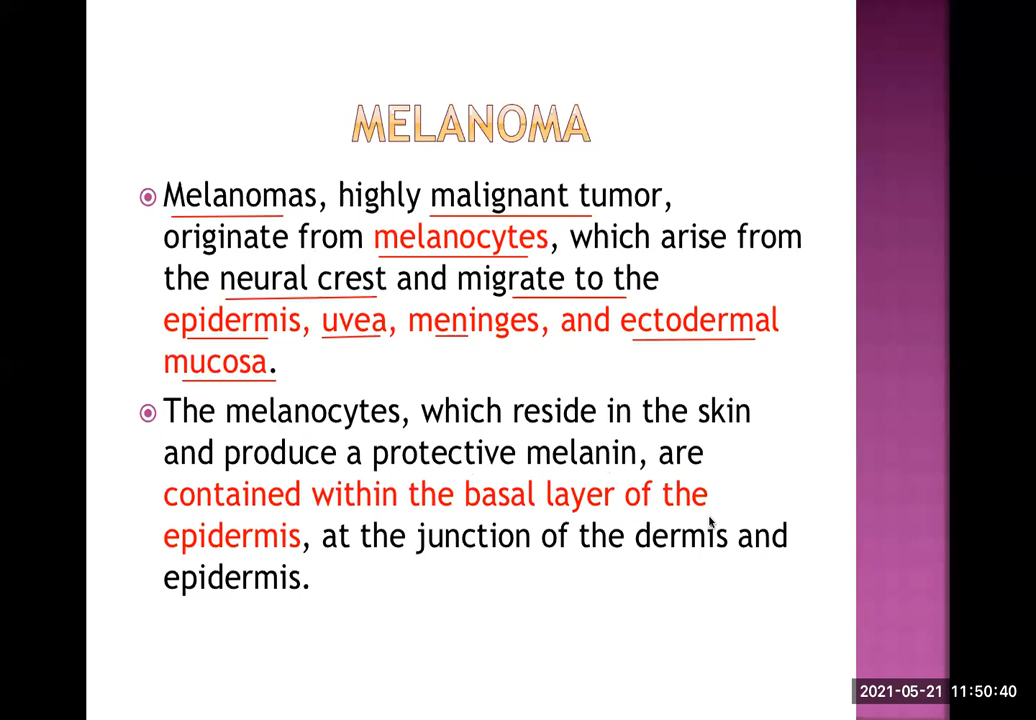 MELANOMA
Melanomas, highly malignant tumor,
originate from melanocytes, which arise from
the neural crest and migrate to the
epidermis, uvea, meninges, and ectodermal
mucosa.
The melanocytes, which reside in the skin
and produce a protective melanin, are
contained within the basal layer of the
epidermis, at the junction of the dermis and
epidermis.
2021-05-21 11:50:40